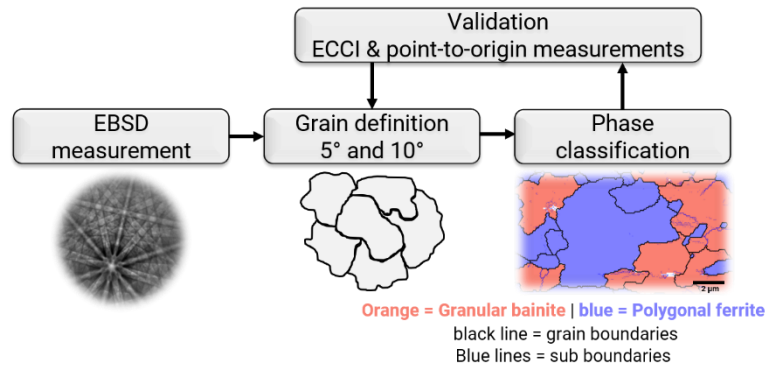 Validation
ECCI & point-to-origin measurements
EBSD
measurement
Grain definition
5° and 10°
Phase
classification
2 µm
Orange = Granular bainite | blue = Polygonal ferrite
black line = grain boundaries
Blue lines = sub boundaries